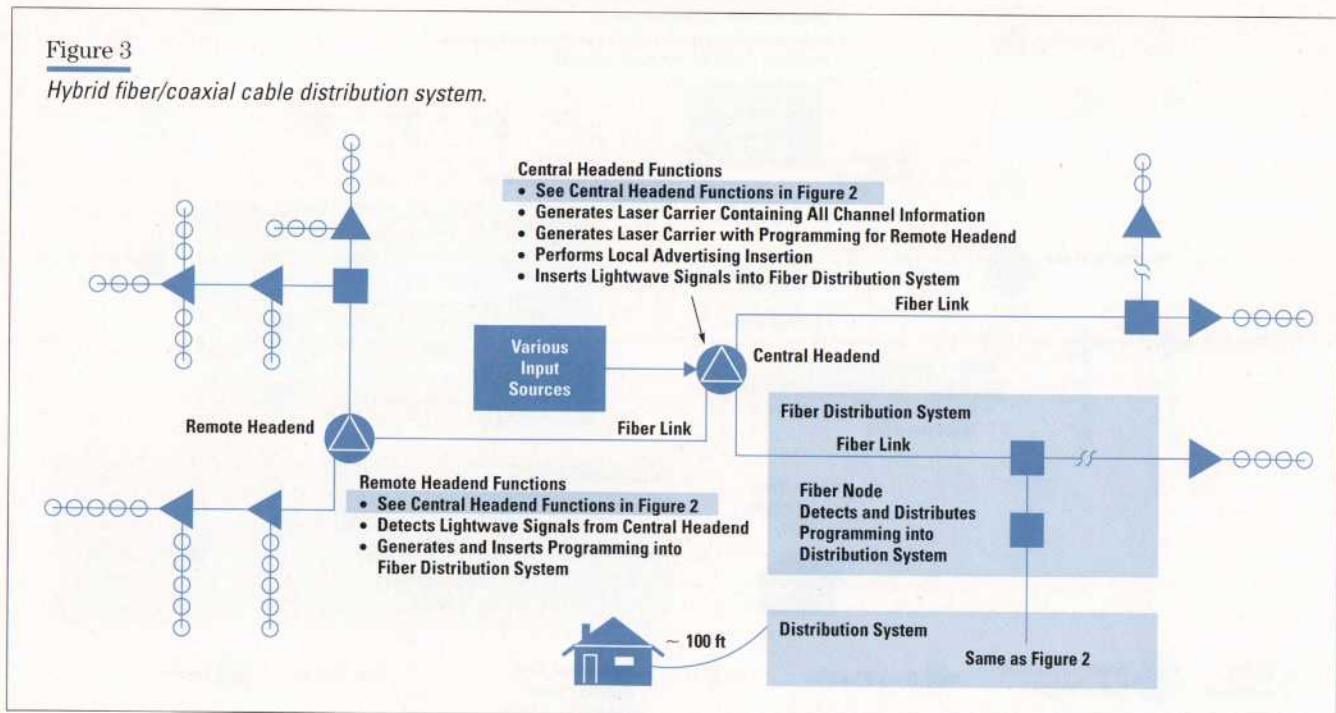 Figure 3
Hybrid fiber/coaxial cable distribution system.
Central Headend Functions
• See Central Headend Functions in Figure 2
• Generates Laser Carrier Containing All Channel Information
• Generates Laser Carrier with Programming for Remote Headend
• Performs Local Advertising Insertion
• Inserts Lightwave Signals into Fiber Distribution System
Fiber Link
Various
Input
Sources
Central Headend
Remote Headend
Fiber Link
Fiber Distribution System
Fiber Link
Fiber Node
Detects and Distributes
Programming into
Distribution System
Remote Headend Functions
• See Central Headend Functions in Figure 2
• Detects Lightwave Signals from Central Headend
• Generates and Inserts Programming into
Fiber Distribution System
~ 100 ft
Distribution System
Same as Figure 2